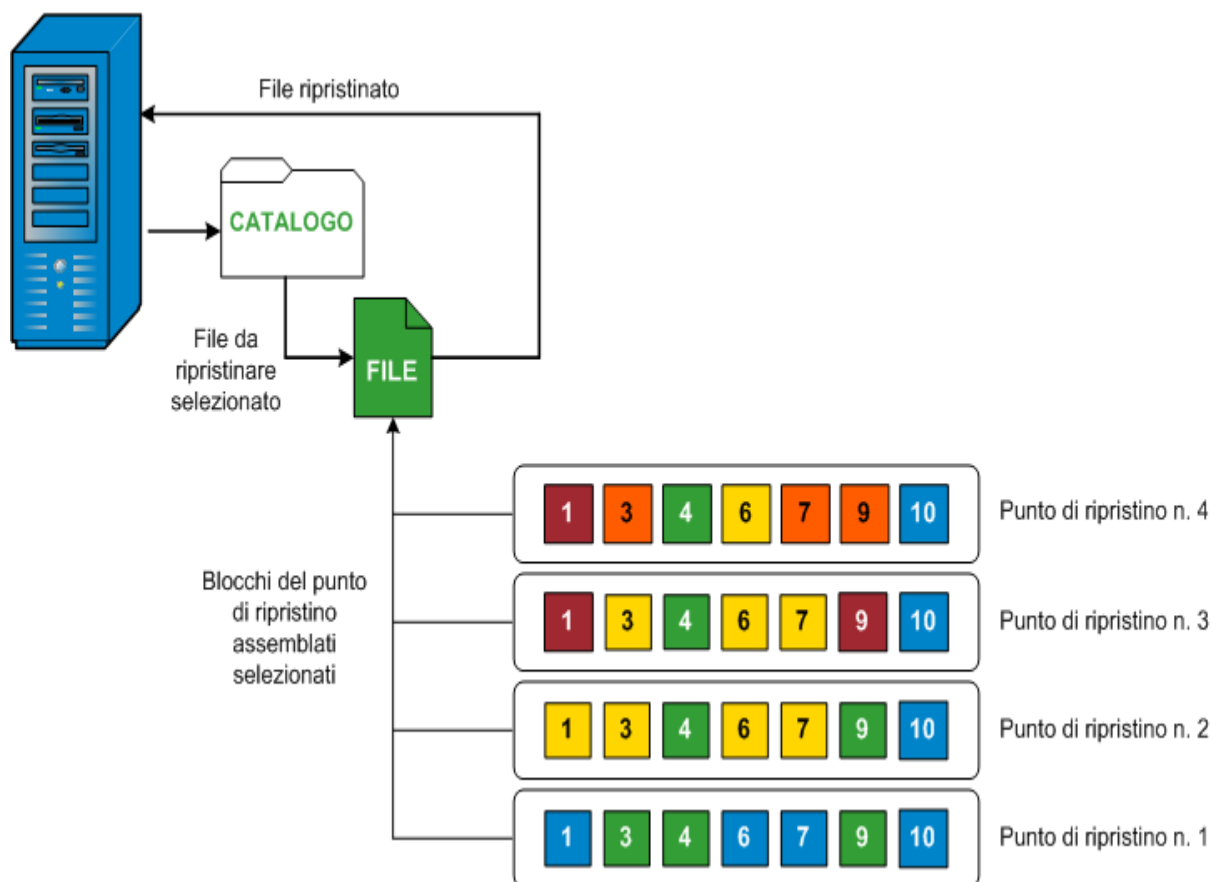 File ripristinato
CATALOGO
File da
ripristinare
selezionato
FILE
Blocchi del punto
di ripristino
assemblati
selezionati
1 3 4 6 7 9 10 Punto di ripristino n. 4
1 3 4 6 7 9 10 Punto di ripristino n. 3
1 3 4 6 7 9 10 Punto di ripristino n. 2
1 3 4 6 7 9 10 Punto di ripristino n. 1